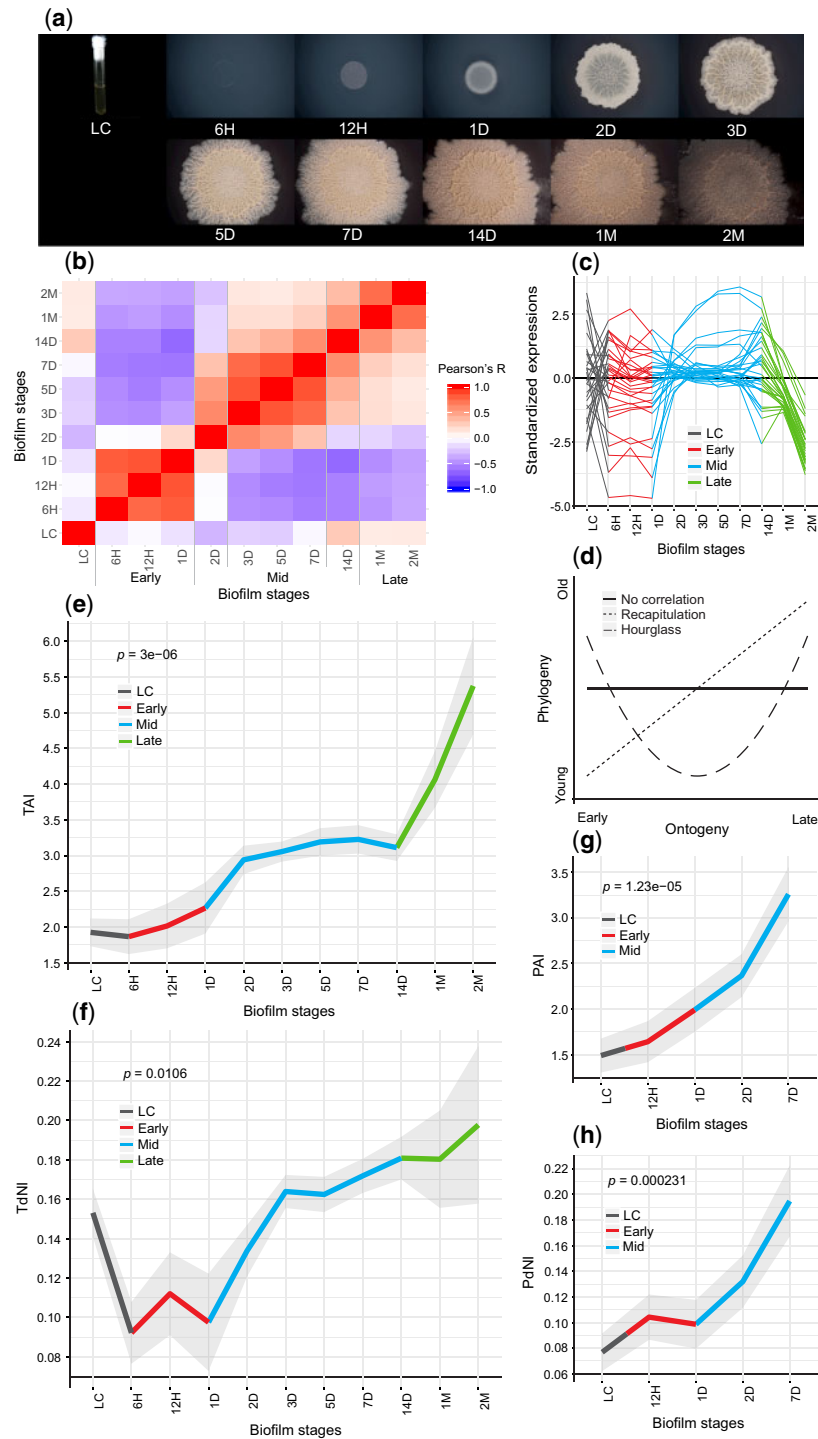 (a)
LC
6H
12H
1D
2D
3D
5D
7D
14D
1M
2M
(b)
Biofilm stages
2M
1M
14D
7D
5D
3D
2D
1D
12H
6H
LC
LC 6H 12H 1D 2D 3D 5D 7D 14D 1M 2M
Early Mid Late
Biofilm stages
Pearson's R
1.0
0.5
0.0
−0.5
−1.0
(c)
Standardized expressions
2.5
0.0
-2.5
-5.0
LC
Early
Mid
Late
LC 6H 12H 1D 2D 3D 5D 7D 14D 1M 2M
Biofilm stages
(d)
Phylogeny
Old
Young
No correlation
Recapitulation
Hourglass
Early Late
Ontogeny
(e)
TAI
6.0
5.5
5.0
4.5
4.0
3.5
3.0
2.5
2.0
1.5
p = 3e−06
LC
Early
Mid
Late
LC 6H 12H 1D 2D 3D 5D 7D 14D 1M 2M
Biofilm stages
(f)
TdNI
0.24
0.22
0.20
0.18
0.16
0.14
0.12
0.10
0.08
p = 0.0106
LC
Early
Mid
Late
LC 6H 12H 1D 2D 3D 5D 7D 14D 1M 2M
Biofilm stages
(g)
PAI
3.5
3.0
2.5
2.0
1.5
p = 1.23e−05
LC
Early
Mid
LC 12H 1D 2D 7D
Biofilm stages
(h)
PdNI
0.22
0.20
0.18
0.16
0.14
0.12
0.10
0.08
0.06
p = 0.000231
LC
Early
Mid
LC 12H 1D 2D 7D
Biofilm stages